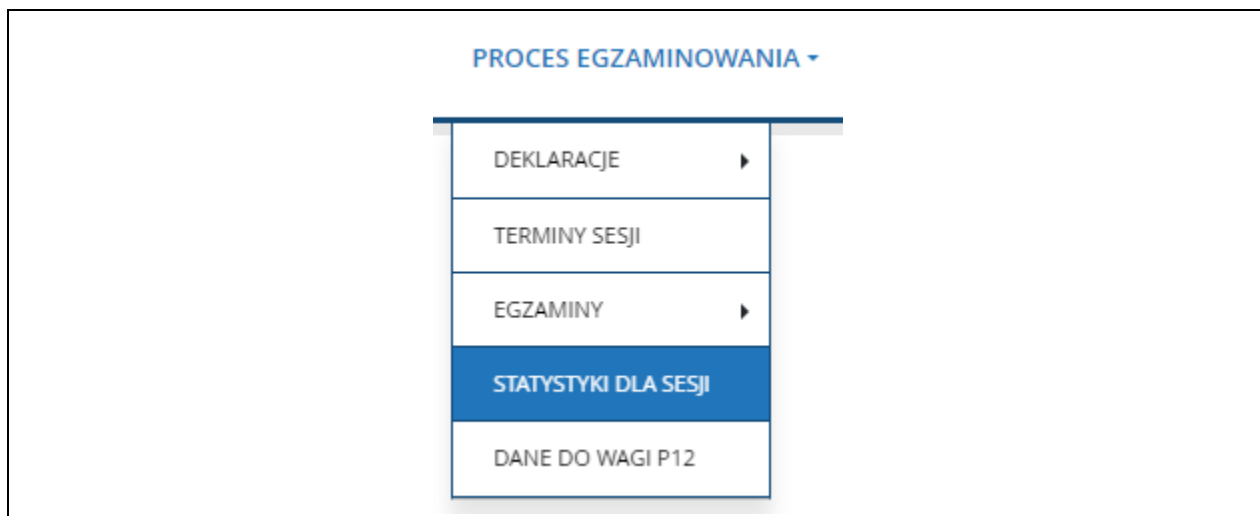 PROCES EGZAMINOWANIA
DEKLARACJE
TERMINY SESJI
EGZAMINY
STATYSTYKI DLA SESJI
DANE DO WAGI P12